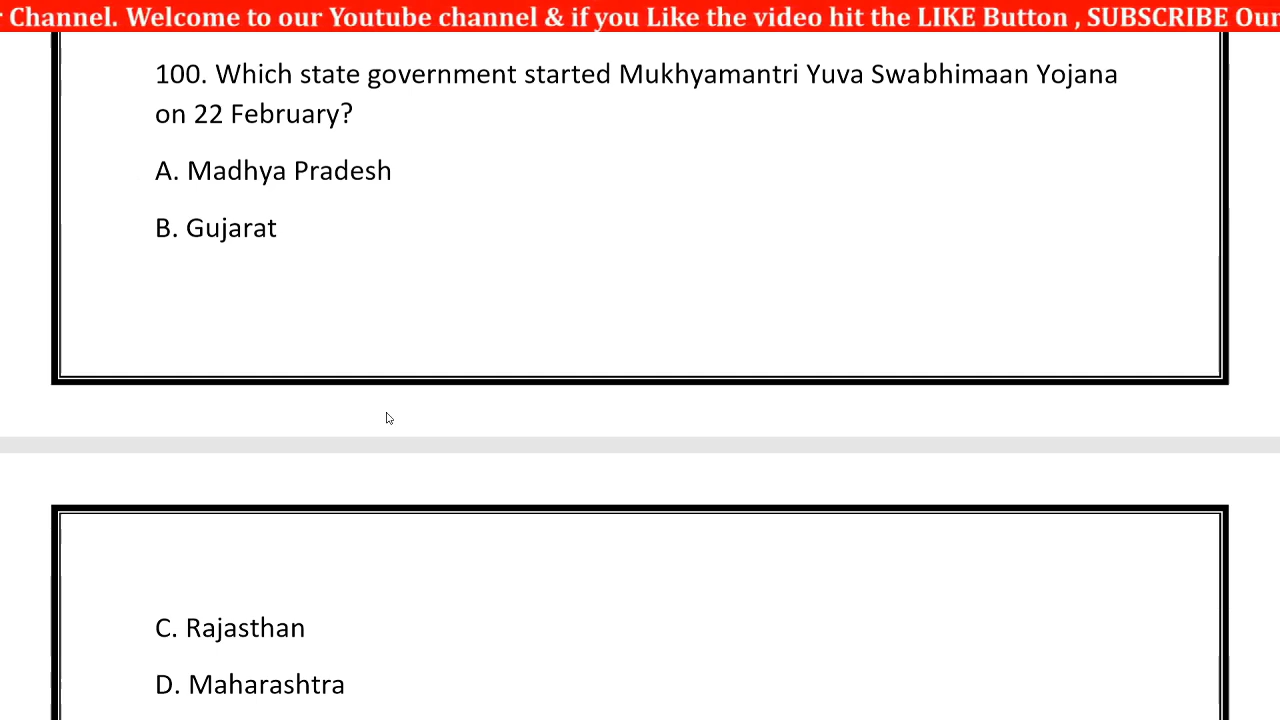 Channel. Welcome to our Youtube channel & if you Like the video hit the LIKE Button , SUBSCRIBE Our
100. Which state government started Mukhyamantri Yuva Swabhimaan Yojana
on 22 February?
A. Madhya Pradesh
B. Gujarat
C. Rajasthan
D. Maharashtra